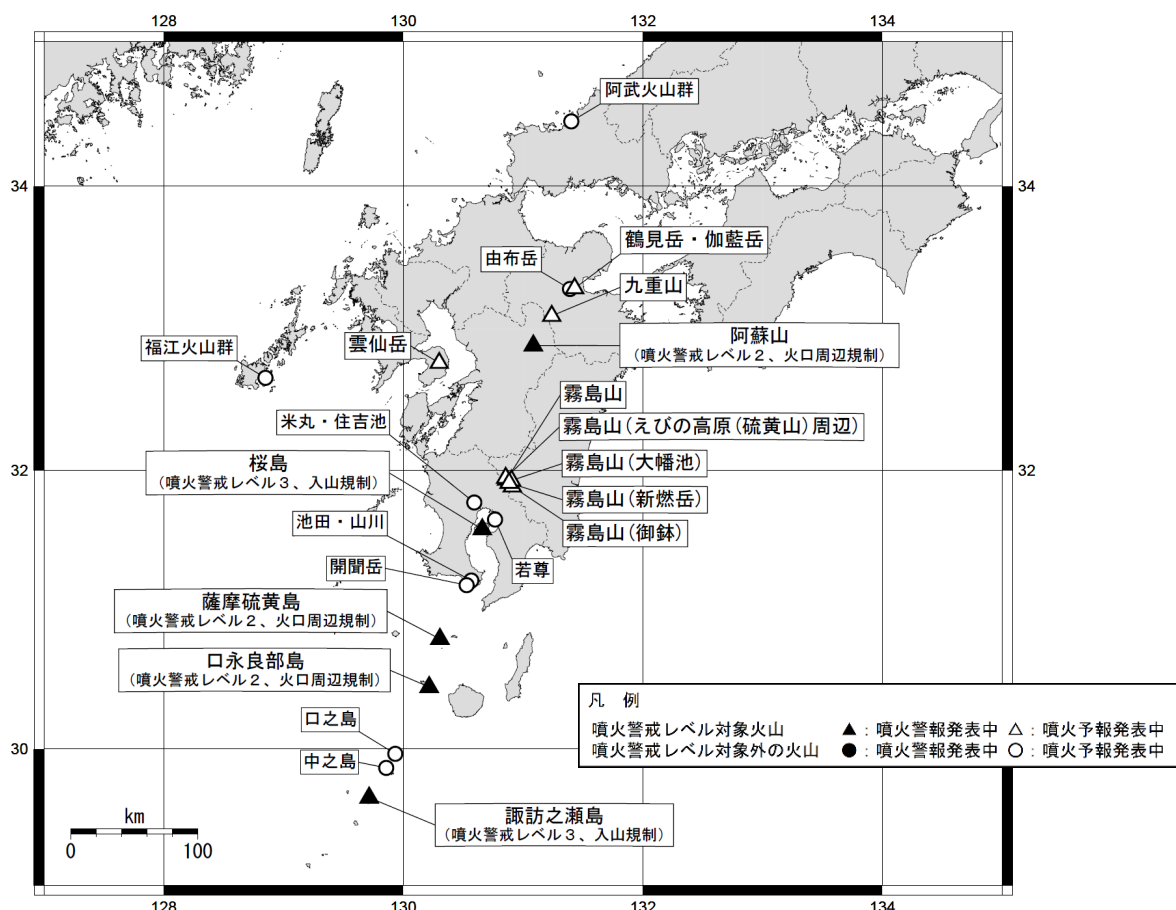 128
130
132
134
阿武火山群
34
34
鶴見岳・伽藍岳
由布岳
九重山
阿蘇山
(噴火警戒レベル2、火口周辺規制)
福江火山群
雲仙岳
霧島山
米丸・住吉池
霧島山(えびの高原(硫黄山)周辺)
桜島
(噴火警戒レベル3、入山規制)
32
32
霧島山(大幡池)
霧島山(新燃岳)
池田・山川
霧島山(御鉢)
開聞岳
若尊
薩摩硫黄島
(噴火警戒レベル2、火口周辺規制)
口永良部島
(噴火警戒レベル2、火口周辺規制)
凡 例
噴火警戒レベル対象火山 ▲:噴火警報発表中 △:噴火予報発表中
噴火警戒レベル対象外の火山 ●:噴火警報発表中 ○:噴火予報発表中
口之島
30
中之島
諏訪之瀬島
(噴火警戒レベル3、入山規制)
km
0 100
128
130
132
134